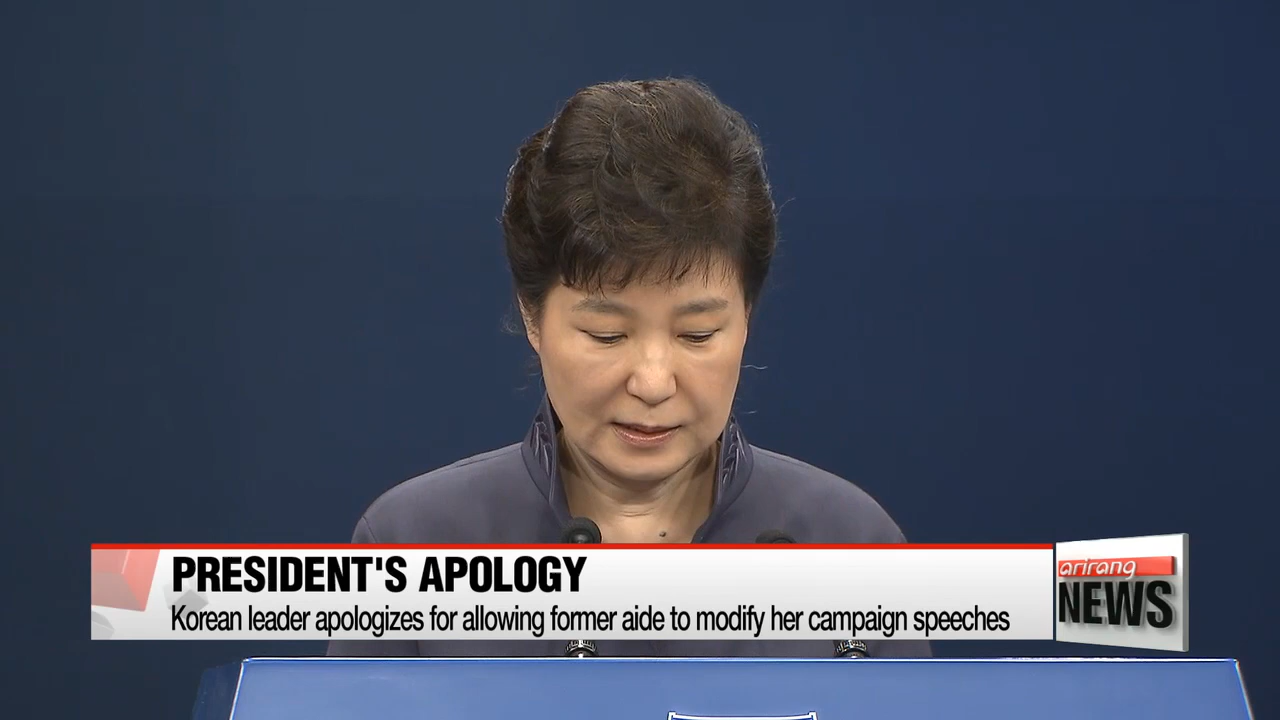 PRESIDENT'S APOLOGY
Korean leader apologizes for allowing former aide to modify her campaign speeches
arirang
NEWS